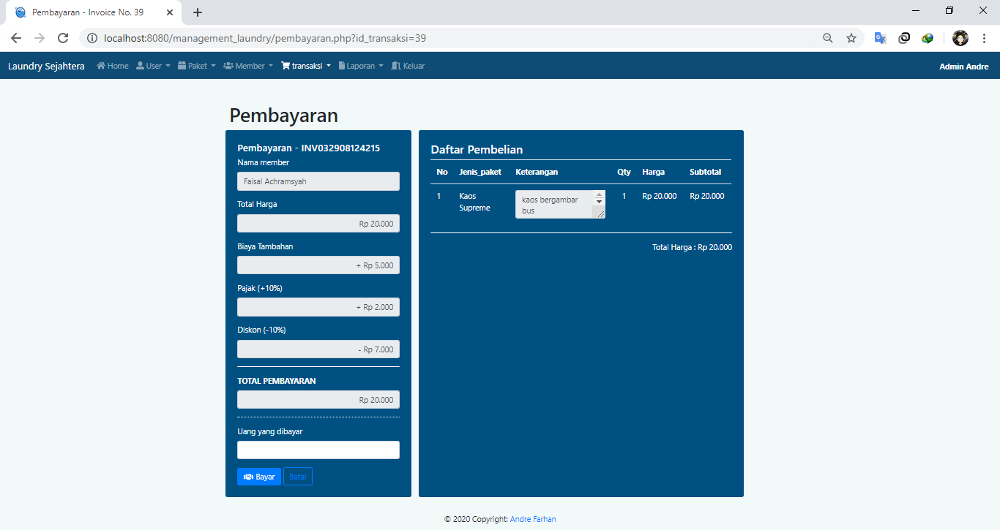 Pembayaran - Invoice No. 39
localhost:8080/management_laundry/pembayaran.php?id_transaksi=39
Laundry Sejahtera Home User Paket Member transaksi Laporan Keluar Admin Andre
Pembayaran
Pembayaran - INV032908124215
Nama member
Faisal Achramsyah
Total Harga
Rp 20.000
Biaya Tambahan
+ Rp 5.000
Pajak (+10%)
+ Rp 2.000
Diskon (-10%)
- Rp 7.000
TOTAL PEMBAYARAN
Rp 20.000
Uang yang dibayar
Bayar Batal
Daftar Pembelian
No Jenis_paket Keterangan Qty Harga Subtotal
1 Kaos Supreme kaos bergambar bus 1 Rp 20.000 Rp 20.000
Total Harga : Rp 20.000
© 2020 Copyright: Andre Farhan